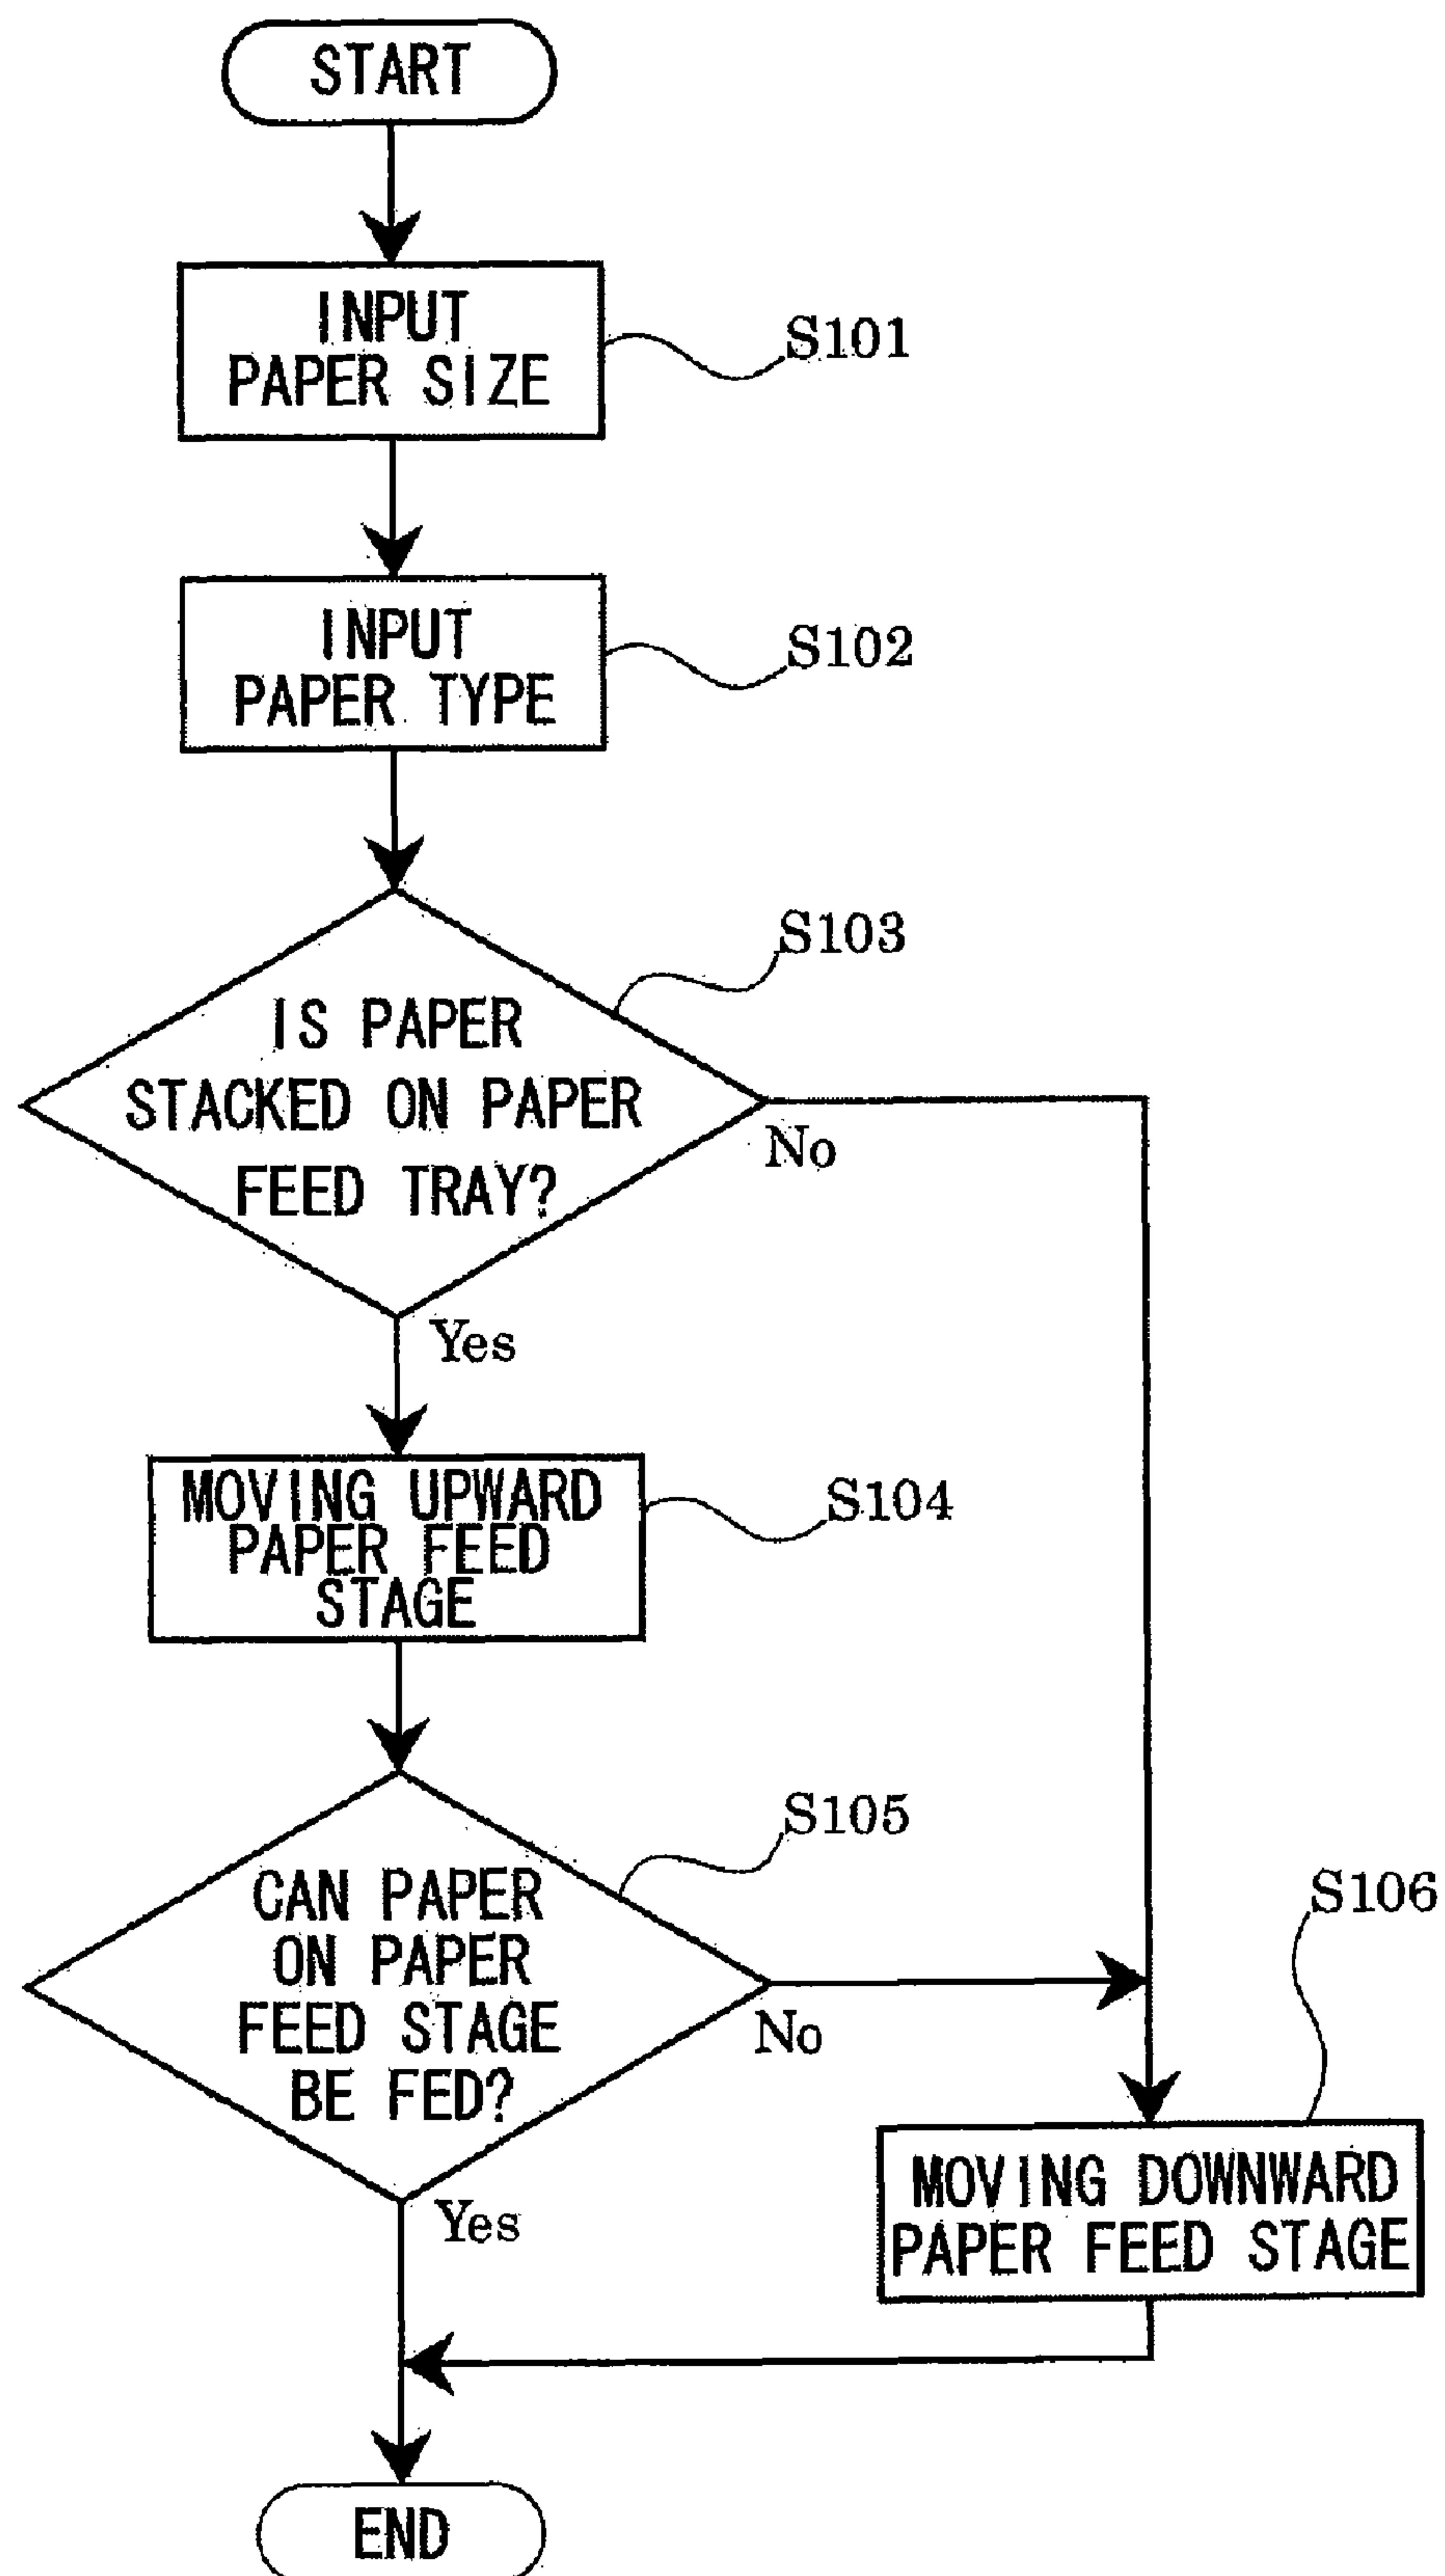 START
INPUT
PAPER SIZE
S101
INPUT
PAPER TYPE
S102
S103
IS PAPER
STACKED ON PAPER
FEED TRAY?
No
Yes
MOVING UPWARD
PAPER FEED
STAGE
S104
S105
CAN PAPER
ON PAPER
FEED STAGE
BE FED?
No
Yes
S106
MOVING DOWNWARD
PAPER FEED STAGE
END